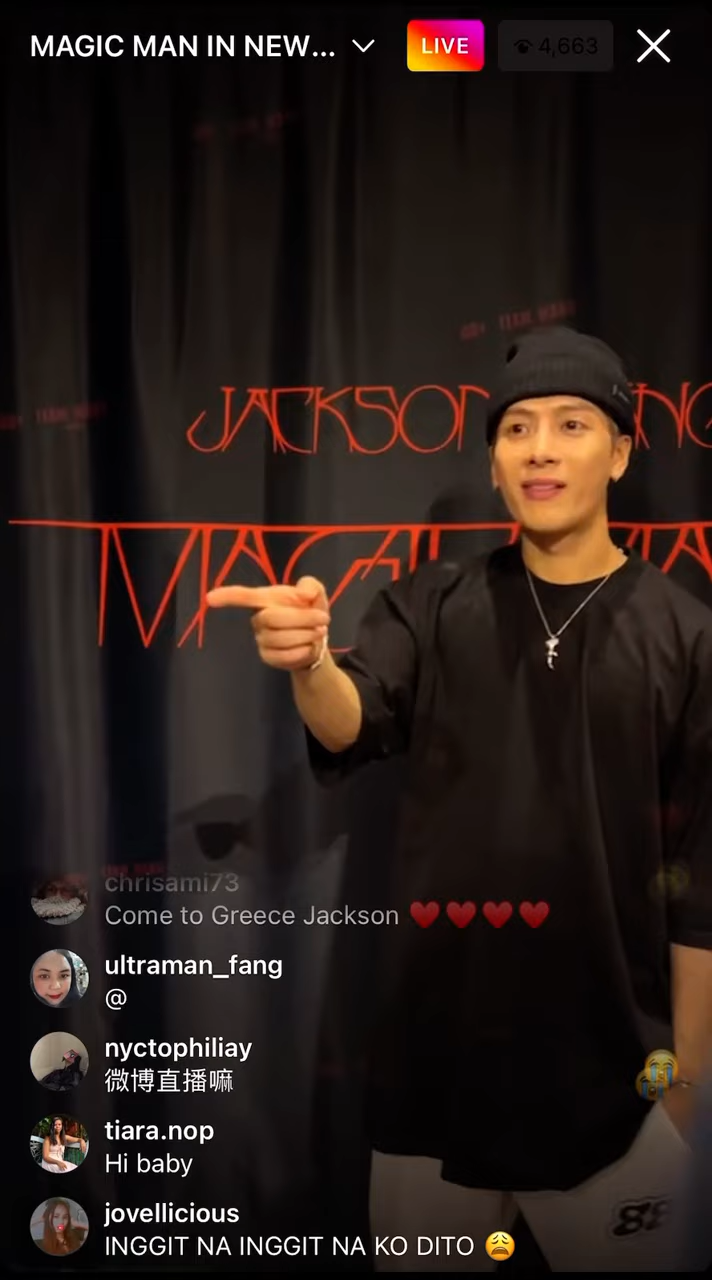 MAGIC MAN IN NEW...
LIVE
4,663
JACKSON
chrisami73
Come to Greece Jackson ❤️❤️❤️❤️
ultraman_fang
@
nyctophiliay
微博直播嘛
tiara.nop
Hi baby
jovellicious
INGGIT NA INGGIT NA KO DITO 😩